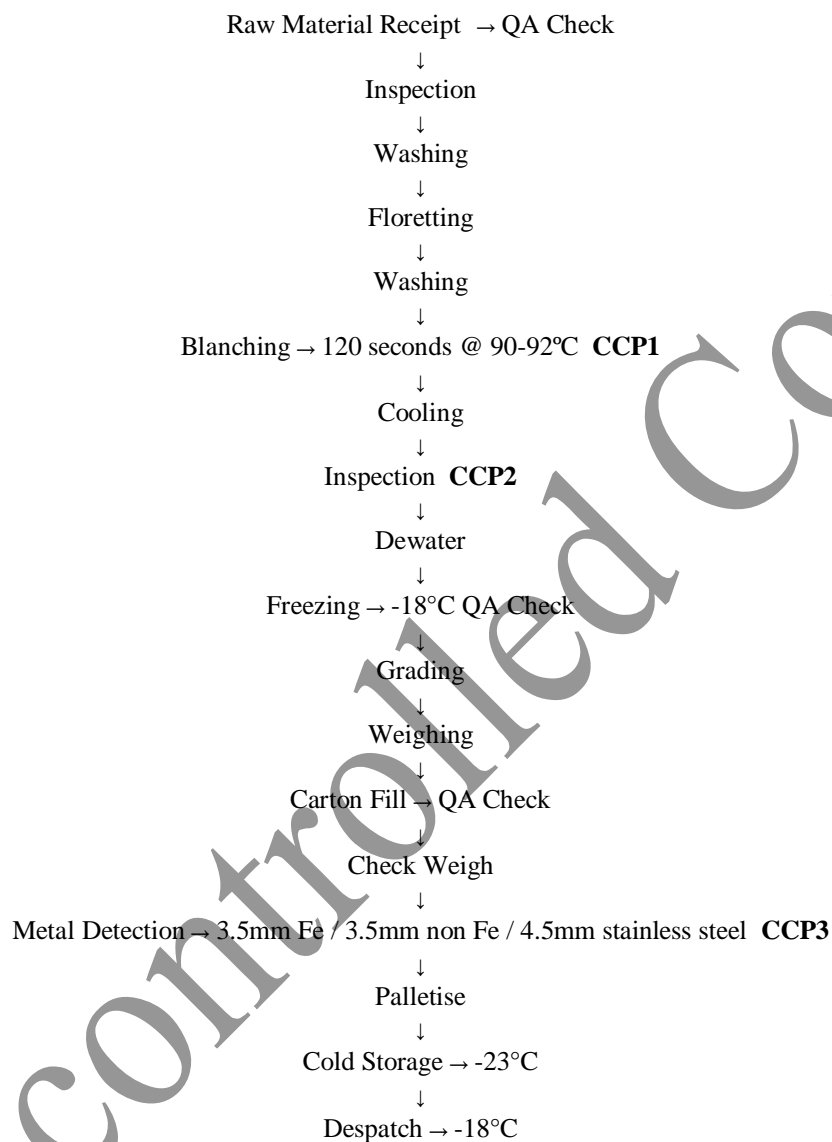 Raw Material Receipt → QA Check
↓
Inspection
↓
Washing
↓
Floretting
↓
Washing
↓
Blanching → 120 seconds @ 90-92ºC CCP1
↓
Cooling
↓
Inspection CCP2
↓
Dewater
↓
Freezing → -18°C QA Check
↓
Grading
↓
Weighing
↓
Carton Fill → QA Check
↓
Check Weigh
↓
Metal Detection → 3.5mm Fe / 3.5mm non Fe / 4.5mm stainless steel CCP3
↓
Palletise
↓
Cold Storage → -23°C
↓
Despatch → -18°C
controlled Co